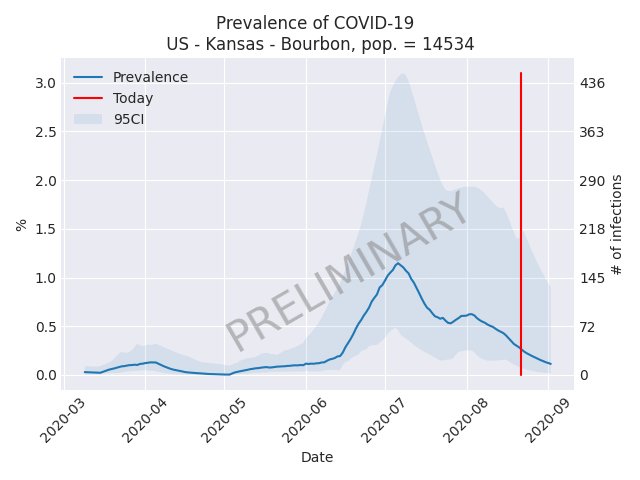 Prevalence of COVID-19
US - Kansas - Bourbon, pop. = 14534
Prevalence
Today
95CI
PRELIMINARY
%
3.0
2.5
2.0
1.5
1.0
0.5
0.0
436
363
290
218
145
72
0
# of infections
2020-03
2020-04
2020-05
2020-06
2020-07
2020-08
2020-09
Date